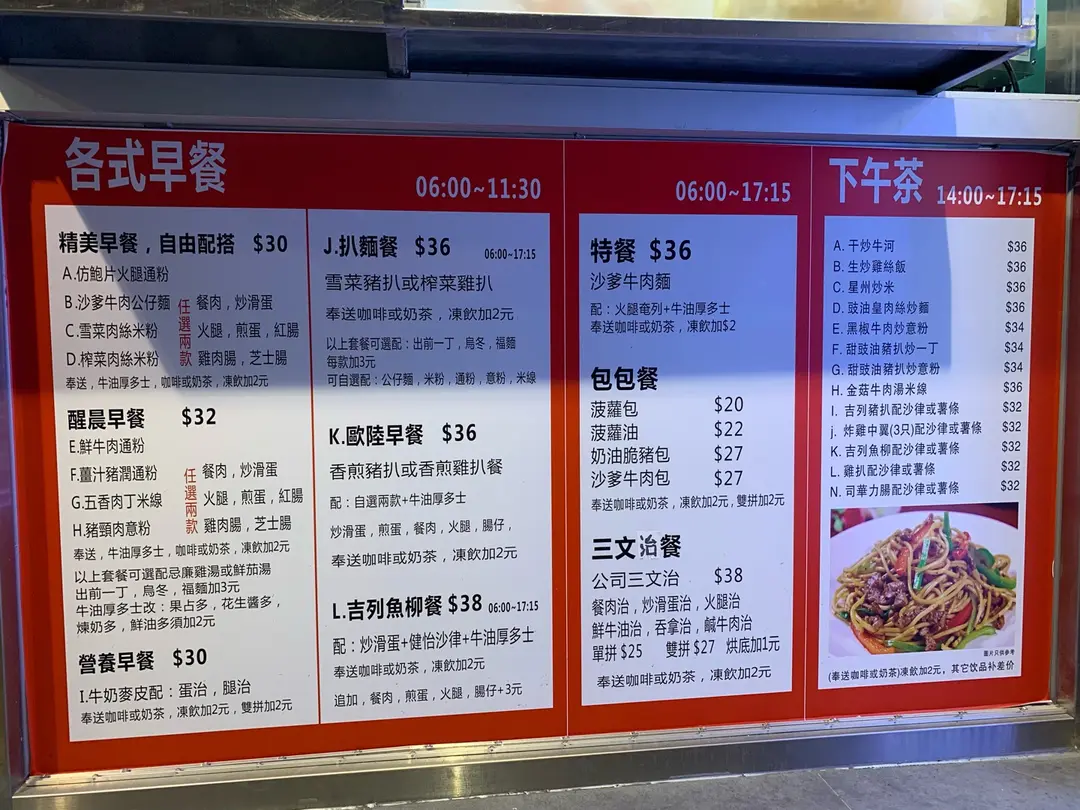 各式早餐
06:00~11:30
精美早餐，自由配搭 $30
A.仿鮑片火腿通粉
B.沙爹牛肉公仔麵
C.雪菜肉絲米粉
D.榨菜肉絲米粉
任選兩款
餐肉，炒滑蛋
火腿，煎蛋，紅腸
雞肉腸，芝士腸
奉送，牛油厚多士，咖啡或奶茶，凍飲加2元
醒晨早餐 $32
E.鮮牛肉通粉
F.薑汁豬潤通粉
G.五香肉丁米線
H.豬頸肉意粉
任選兩款
餐肉，炒滑蛋
火腿，煎蛋，紅腸
雞肉腸，芝士腸
奉送，牛油厚多士，咖啡或奶茶，凍飲加2元
以上套餐可選配忌廉雞湯或鮮茄湯
出前一丁，烏冬，福麵加3元
牛油厚多士改：果占多，花生醬多，
煉奶多，鮮油多須加2元
營養早餐 $30
I.牛奶麥皮配：蛋治，腿治
奉送咖啡或奶茶，凍飲加2元，雙拼加2元
J.扒麵餐 $36 06:00~17:15
雪菜豬扒或榨菜雞扒
奉送咖啡或奶茶，凍飲加2元
以上套餐可選配：出前一丁，烏冬，福麵
每款加3元
可自選配：公仔麵，米粉，通粉，意粉，米線
K.歐陸早餐 $36
香煎豬扒或香煎雞扒餐
配：自選兩款+牛油厚多士
炒滑蛋，煎蛋，餐肉，火腿，腸仔，
奉送咖啡或奶茶，凍飲加2元
L.吉列魚柳餐 $38 06:00~17:15
配：炒滑蛋+健怡沙律+牛油厚多士
奉送咖啡或奶茶，凍飲加2元
追加，餐肉，煎蛋，火腿，腸仔+3元
06:00~17:15
特餐 $36
沙爹牛肉麵
配：火腿奄列+牛油厚多士
奉送咖啡或奶茶，凍飲加$2
包包餐
菠蘿包 $20
菠蘿油 $22
奶油脆豬包 $27
沙爹牛肉包 $27
奉送咖啡或奶茶，凍飲加2元，雙拼加2元
三文治餐
公司三文治 $38
餐肉治，炒滑蛋治，火腿治
鮮牛油治，吞拿治，鹹牛肉治
單拼 $25 雙拼 $27 烘底加1元
奉送咖啡或奶茶，凍飲加2元
下午茶 14:00~17:15
A. 干炒牛河 $36
B. 生炒雞絲飯 $36
C. 星州炒米 $36
D. 豉油皇肉絲炒麵 $36
E. 黑椒牛肉炒意粉 $34
F. 甜豉油豬扒炒一丁 $34
G. 甜豉油豬扒炒意粉 $34
H. 金菇牛肉湯米線 $36
I. 吉列豬扒配沙律或薯條 $32
j. 炸雞中翼(3只)配沙律或薯條 $32
K. 吉列魚柳配沙律或薯條 $32
L. 雞扒配沙律或薯條 $32
N. 司華力腸配沙律或薯條 $32
圖片只供參考
(奉送咖啡或奶茶)凍飲加2元，其它饮品补差价